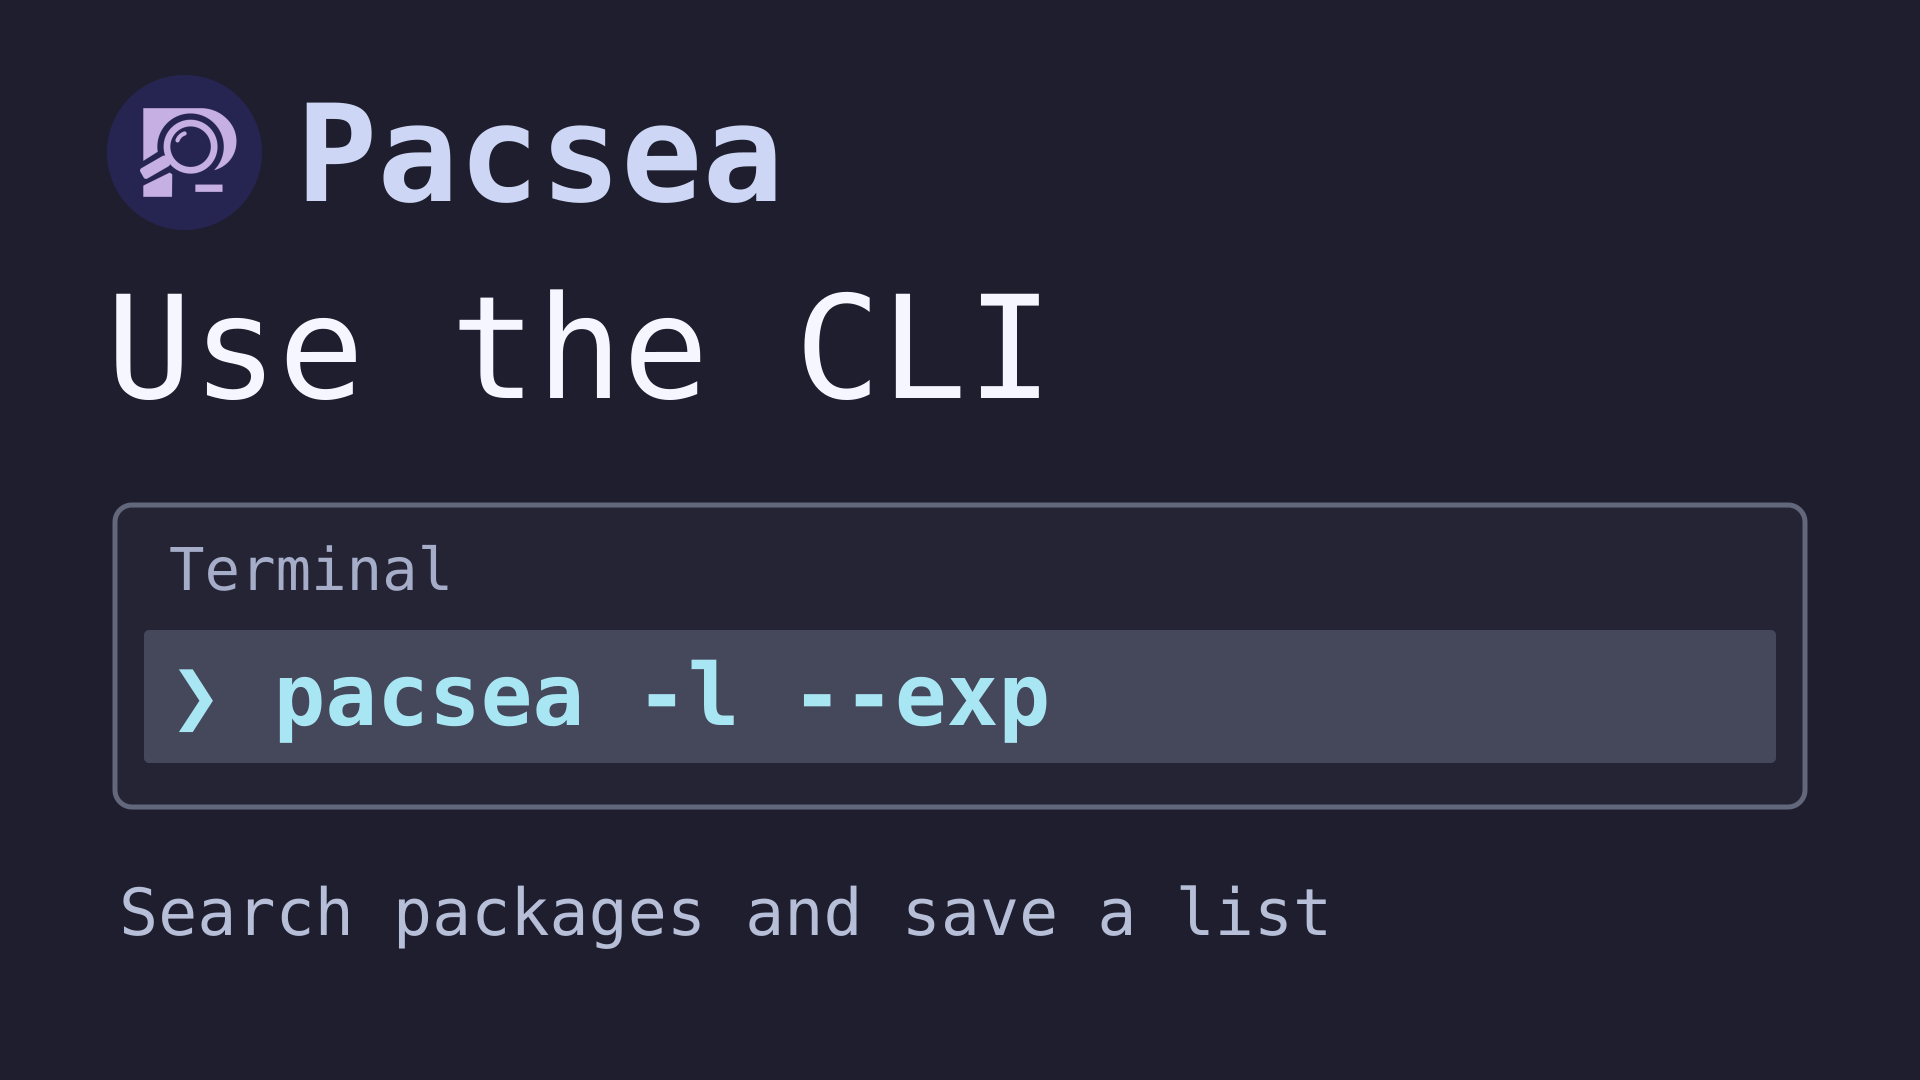 Pacsea
Use the CLI
Terminal
❯ pacsea -l --exp
Search packages and save a list